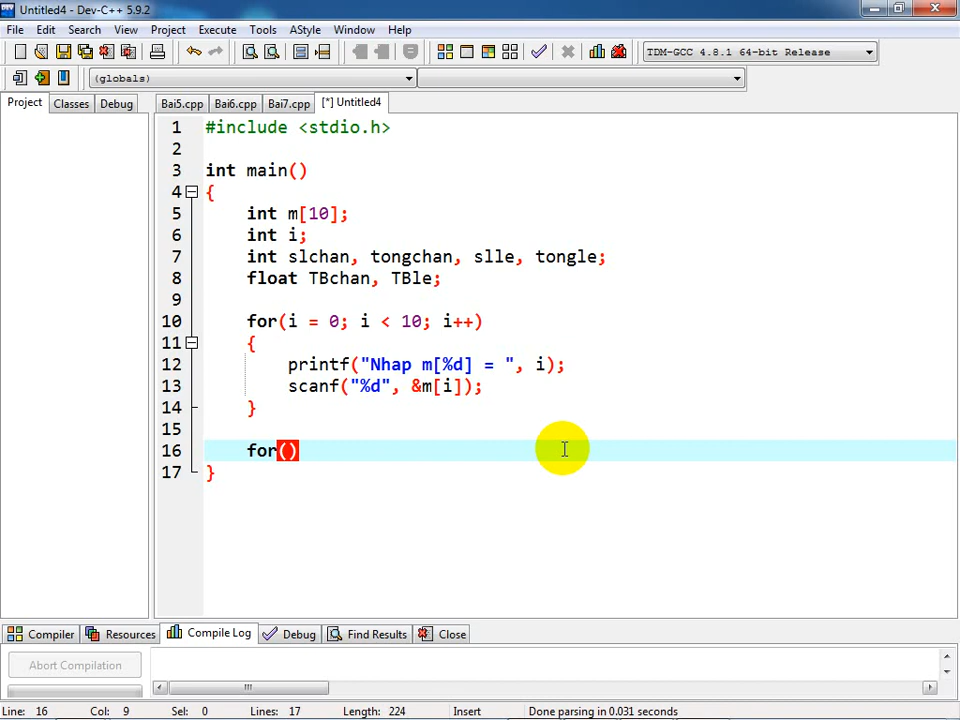 Untitled4 - Dev-C++ 5.9.2
File Edit Search View Project Execute Tools AStyle Window Help
TDM-GCC 4.8.1 64-bit Release
(globals)
Project Classes Debug Bai5.cpp Bai6.cpp Bai7.cpp [*] Untitled4
1 #include <stdio.h>
2
3 int main()
4 {
5 int m[10];
6 int i;
7 int slchan, tongchan, slle, tongle;
8 float TBchan, TBle;
9
10 for(i = 0; i < 10; i++)
11 {
12 printf("Nhap m[%d] = ", i);
13 scanf("%d", &m[i]);
14 }
15
16 for()
17 }
Compiler Resources Compile Log Debug Find Results Close
Abort Compilation
Line: 16 Col: 9 Sel: 0 Lines: 17 Length: 224 Insert Done parsing in 0.031 seconds